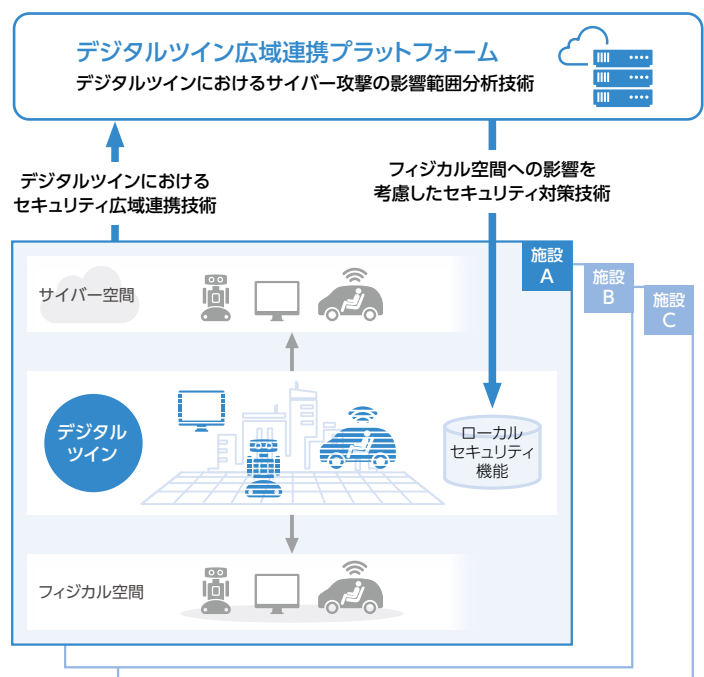 デジタルツイン広域連携プラットフォーム
デジタルツインにおけるサイバー攻撃の影響範囲分析技術
デジタルツインにおける
セキュリティ広域連携技術
フィジカル空間への影響を
考慮したセキュリティ対策技術
施設
A
施設
B
施設
C
サイバー空間
デジタル
ツイン
ローカル
セキュリティ
機能
フィジカル空間